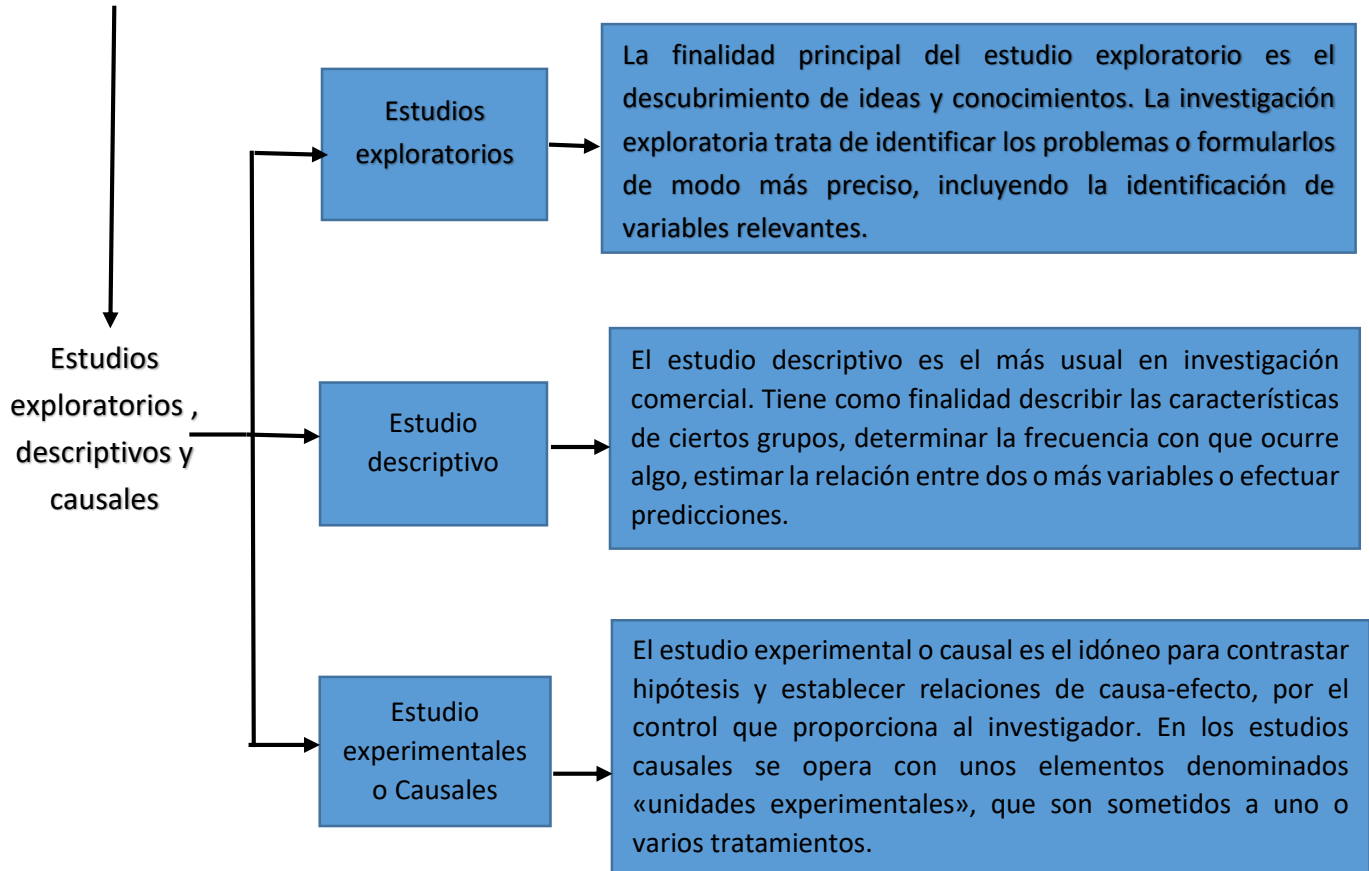 Estudios
exploratorios ,
descriptivos y
causales
Estudios
exploratorios
La finalidad principal del estudio exploratorio es el
descubrimiento de ideas y conocimientos. La investigación
exploratoria trata de identificar los problemas o formularlos
de modo más preciso, incluyendo la identificación de
variables relevantes.
Estudio
descriptivo
El estudio descriptivo es el más usual en investigación
comercial. Tiene como finalidad describir las características
de ciertos grupos, determinar la frecuencia con que ocurre
algo, estimar la relación entre dos o más variables o efectuar
predicciones.
Estudio
experimentales
o Causales
El estudio experimental o causal es el idóneo para contrastar
hipótesis y establecer relaciones de causa-efecto, por el
control que proporciona al investigador. En los estudios
causales se opera con unos elementos denominados
«unidades experimentales», que son sometidos a uno o
varios tratamientos.